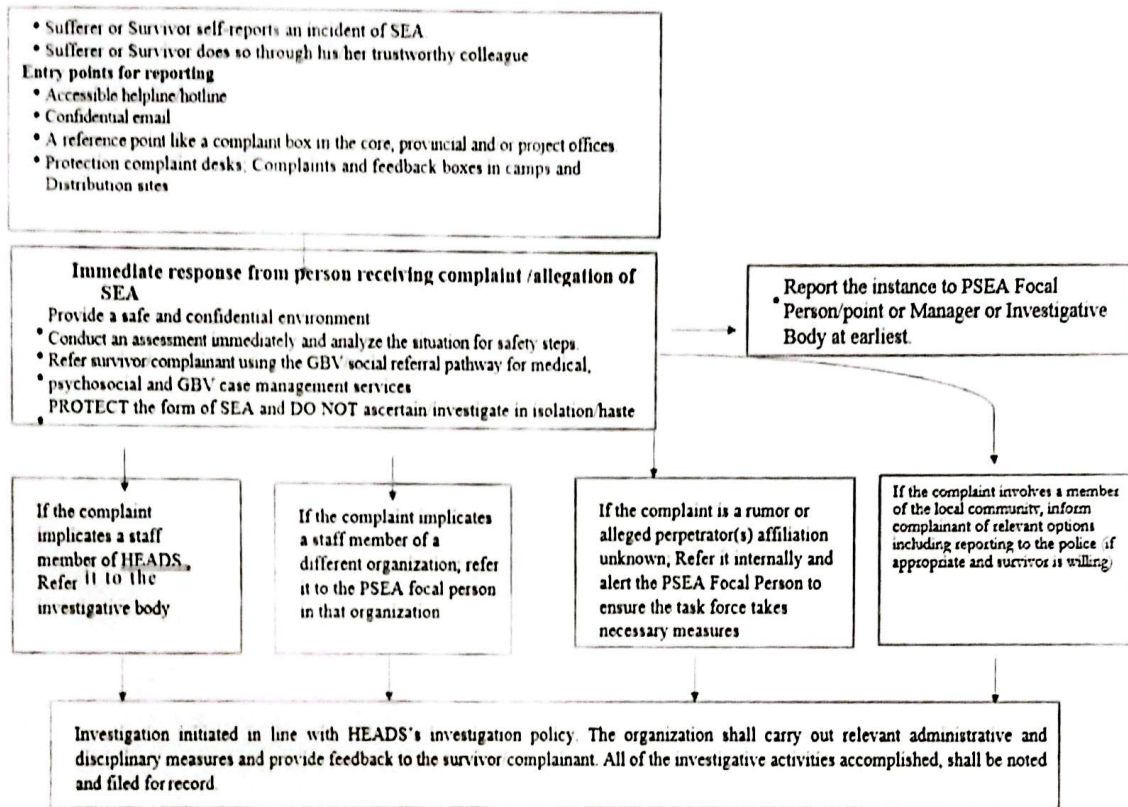 • Sufferer or Survivor self-reports an incident of SEA
• Sufferer or Survivor does so through his her trustworthy colleague
Entry points for reporting
• Accessible helpline/hotline
• Confidential email
• A reference point like a complaint box in the core, provincial and or project offices.
• Protection complaint desks; Complaints and feedback boxes in camps and
Distribution sites
Immediate response from person receiving complaint /allegation of
SEA
Provide a safe and confidential environment
• Conduct an assessment immediately and analyze the situation for safety steps.
• Refer survivor complainant using the GBV social referral pathway for medical,
• psychosocial and GBV case management services
PROTECT the form of SEA and DO NOT ascertain/investigate in isolation/haste
•
Report the instance to PSEA Focal
• Person/point or Manager or Investigative
Body at earliest.
If the complaint
implicates a staff
member of HEADS,
Refer it to the
investigative body
If the complaint implicates
a staff member of a
different organization; refer
it to the PSEA focal person
in that organization
If the complaint is a rumor or
alleged perpetrator(s) affiliation
unknown; Refer it internally and
alert the PSEA Focal Person to
ensure the task force takes
necessary measures
If the complaint involves a member
of the local community, inform
complainant of relevant options
including reporting to the police (if
appropriate and survivor is willing)
Investigation initiated in line with HEADS's investigation policy. The organization shall carry out relevant administrative and
disciplinary measures and provide feedback to the survivor complainant. All of the investigative activities accomplished, shall be noted
and filed for record.